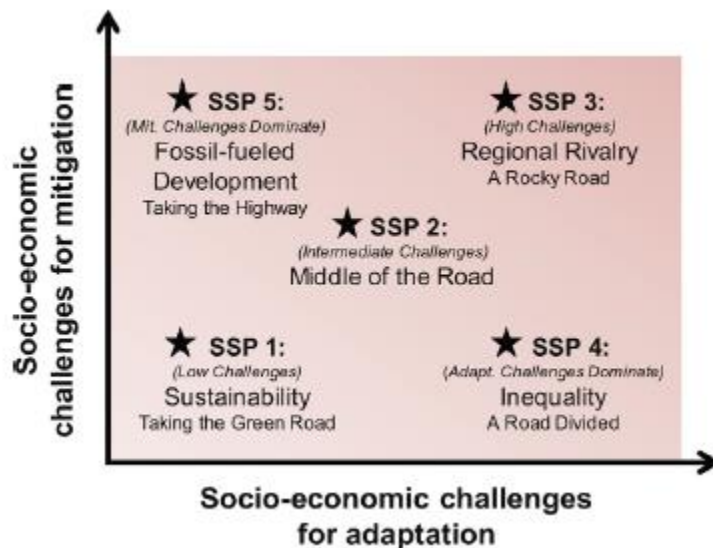 Socio-economic
challenges for mitigation
SSP 5:
(Mit. Challenges Dominate)
Fossil-fueled
Development
Taking the Highway
SSP 3:
(High Challenges)
Regional Rivalry
A Rocky Road
SSP 2:
(Intermediate Challenges)
Middle of the Road
SSP 1:
(Low Challenges)
Sustainability
Taking the Green Road
SSP 4:
(Adapt. Challenges Dominate)
Inequality
A Road Divided
Socio-economic challenges
for adaptation